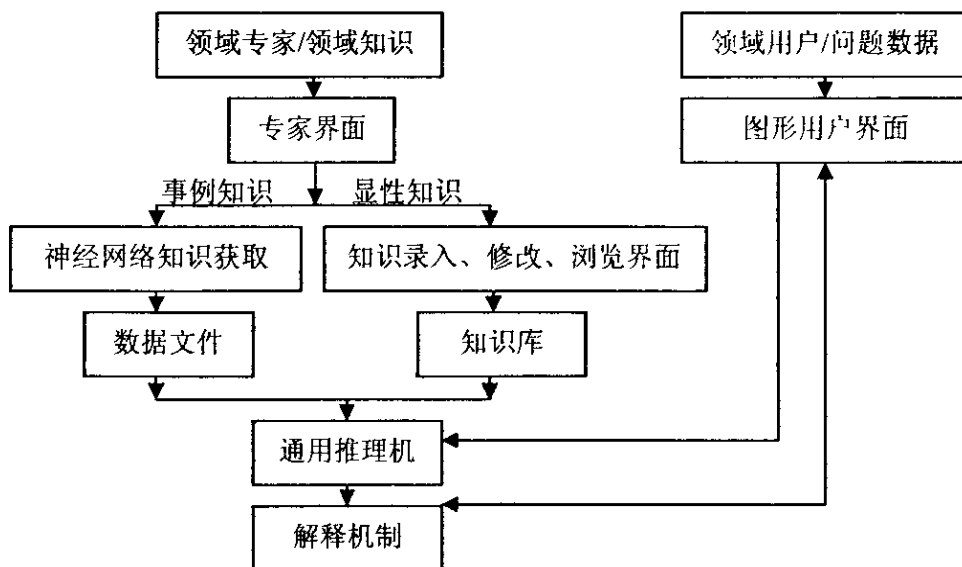 领域专家/领域知识
领域用户/问题数据
专家界面
图形用户界面
事例知识
显性知识
神经网络知识获取
知识录入、修改、浏览界面
数据文件
知识库
通用推理机
解释机制